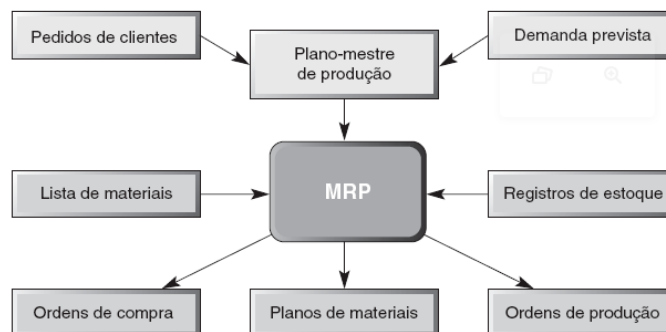 Pedidos de clientes
Plano-mestre
de produção
Demanda prevista
Lista de materiais
MRP
Registros de estoque
Ordens de compra
Planos de materiais
Ordens de produção